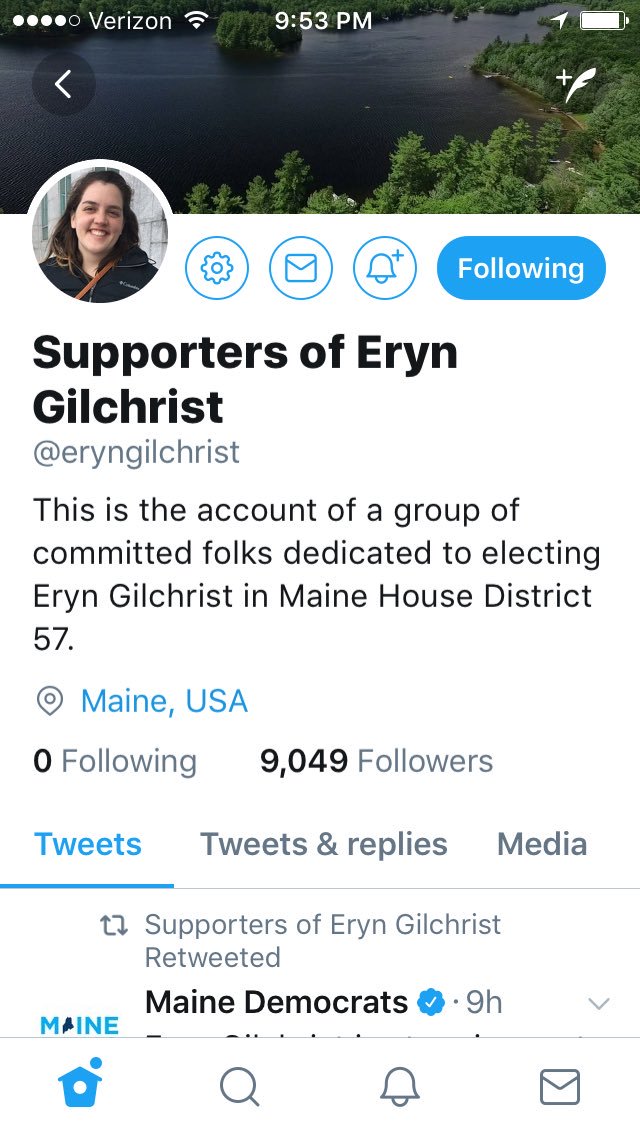 Verizon 9:53 PM
Following
Supporters of Eryn
Gilchrist
@eryngilchrist
This is the account of a group of
committed folks dedicated to electing
Eryn Gilchrist in Maine House District
57.
Maine, USA
0 Following 9,049 Followers
Tweets Tweets & replies Media
Supporters of Eryn Gilchrist
Retweeted
Maine Democrats · 9h
MAINE